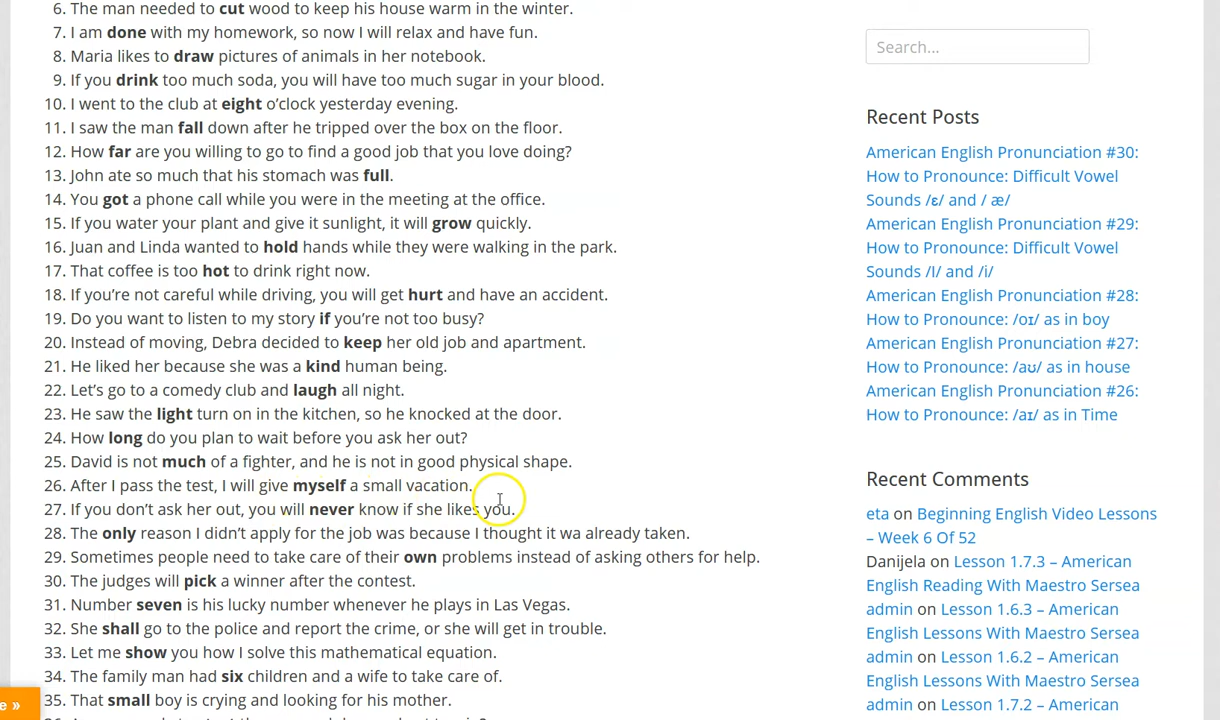 6. The man needed to cut wood to keep his house warm in the winter.
7. I am done with my homework, so now I will relax and have fun.
8. Maria likes to draw pictures of animals in her notebook.
9. If you drink too much soda, you will have too much sugar in your blood.
10. I went to the club at eight o’clock yesterday evening.
11. I saw the man fall down after he tripped over the box on the floor.
12. How far are you willing to go to find a good job that you love doing?
13. John ate so much that his stomach was full.
14. You got a phone call while you were in the meeting at the office.
15. If you water your plant and give it sunlight, it will grow quickly.
16. Juan and Linda wanted to hold hands while they were walking in the park.
17. That coffee is too hot to drink right now.
18. If you’re not careful while driving, you will get hurt and have an accident.
19. Do you want to listen to my story if you’re not too busy?
20. Instead of moving, Debra decided to keep her old job and apartment.
21. He liked her because she was a kind human being.
22. Let’s go to a comedy club and laugh all night.
23. He saw the light turn on in the kitchen, so he knocked at the door.
24. How long do you plan to wait before you ask her out?
25. David is not much of a fighter, and he is not in good physical shape.
26. After I pass the test, I will give myself a small vacation.
27. If you don’t ask her out, you will never know if she likes you.
28. The only reason I didn’t apply for the job was because I thought it wa already taken.
29. Sometimes people need to take care of their own problems instead of asking others for help.
30. The judges will pick a winner after the contest.
31. Number seven is his lucky number whenever he plays in Las Vegas.
32. She shall go to the police and report the crime, or she will get in trouble.
33. Let me show you how I solve this mathematical equation.
34. The family man had six children and a wife to take care of.
35. That small boy is crying and looking for his mother.
e »
Search...
Recent Posts
American English Pronunciation #30:
How to Pronounce: Difficult Vowel
Sounds /ɛ/ and / æ/
American English Pronunciation #29:
How to Pronounce: Difficult Vowel
Sounds /I/ and /i/
American English Pronunciation #28:
How to Pronounce: /oɪ/ as in boy
American English Pronunciation #27:
How to Pronounce: /aʊ/ as in house
American English Pronunciation #26:
How to Pronounce: /aɪ/ as in Time
Recent Comments
eta on Beginning English Video Lessons
– Week 6 Of 52
Danijela on Lesson 1.7.3 – American
English Reading With Maestro Sersea
admin on Lesson 1.6.3 – American
English Lessons With Maestro Sersea
admin on Lesson 1.6.2 – American
English Lessons With Maestro Sersea
admin on Lesson 1.7.2 – American